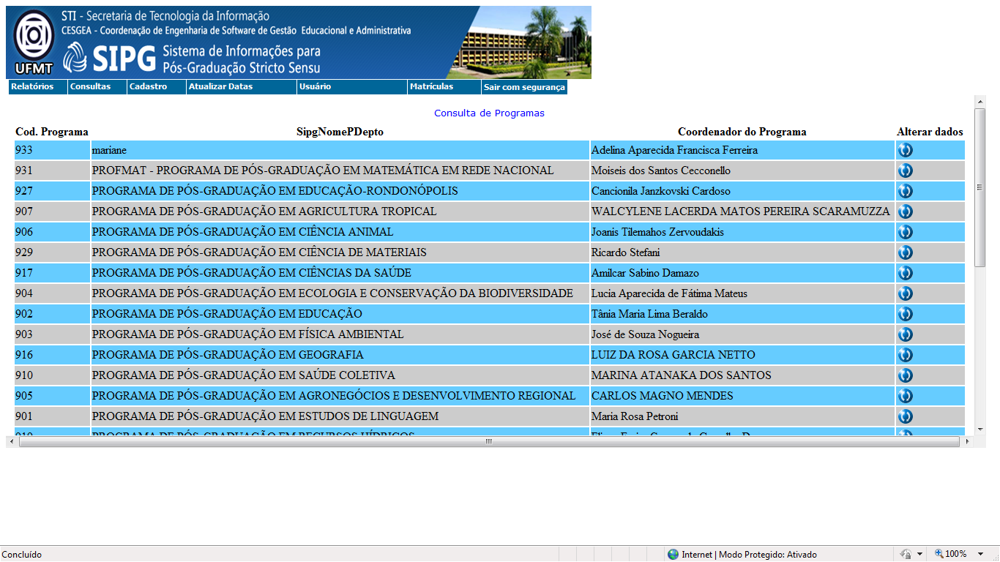 STI - Secretaria de Tecnologia da Informação
CESGEA - Coordenação de Engenharia de Software de Gestão Educacional e Administrativa
SIPG Sistema de Informações para
Pós-Graduação Stricto Sensu
UFMT
Relatórios Consultas Cadastro Atualizar Datas Usuário Matrículas Sair com segurança
Consulta de Programas
Cod. Programa SipgNomePDepto Coordenador do Programa Alterar dados
933 mariane Adelina Aparecida Francisca Ferreira
931 PROFMAT - PROGRAMA DE PÓS-GRADUAÇÃO EM MATEMÁTICA EM REDE NACIONAL Moiseis dos Santos Cecconello
927 PROGRAMA DE PÓS-GRADUAÇÃO EM EDUCAÇÃO-RONDONÓPOLIS Cancionila Janzkovski Cardoso
907 PROGRAMA DE PÓS-GRADUAÇÃO EM AGRICULTURA TROPICAL WALCYLENE LACERDA MATOS PEREIRA SCARAMUZZA
906 PROGRAMA DE PÓS-GRADUAÇÃO EM CIÊNCIA ANIMAL Joanis Tilemahos Zervoudakis
929 PROGRAMA DE PÓS-GRADUAÇÃO EM CIÊNCIA DE MATERIAIS Ricardo Stefani
917 PROGRAMA DE PÓS-GRADUAÇÃO EM CIÊNCIAS DA SAÚDE Amilcar Sabino Damazo
904 PROGRAMA DE PÓS-GRADUAÇÃO EM ECOLOGIA E CONSERVAÇÃO DA BIODIVERSIDADE Lucia Aparecida de Fátima Mateus
902 PROGRAMA DE PÓS-GRADUAÇÃO EM EDUCAÇÃO Tânia Maria Lima Beraldo
903 PROGRAMA DE PÓS-GRADUAÇÃO EM FÍSICA AMBIENTAL José de Souza Nogueira
916 PROGRAMA DE PÓS-GRADUAÇÃO EM GEOGRAFIA LUIZ DA ROSA GARCIA NETTO
910 PROGRAMA DE PÓS-GRADUAÇÃO EM SAÚDE COLETIVA MARINA ATANAKA DOS SANTOS
905 PROGRAMA DE PÓS-GRADUAÇÃO EM AGRONEGÓCIOS E DESENVOLVIMENTO REGIONAL CARLOS MAGNO MENDES
901 PROGRAMA DE PÓS-GRADUAÇÃO EM ESTUDOS DE LINGUAGEM Maria Rosa Petroni
PROGRAMA DE PÓS-GRADUAÇÃO EM RECURSOS HÍDRICOS
Concluído Internet | Modo Protegido: Ativado 100%